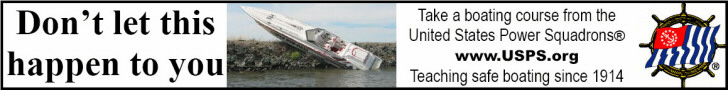 Don't let this
happen to you
Take a boating course from the
United States Power Squadrons®
www.USPS.org
Teaching safe boating since 1914
®